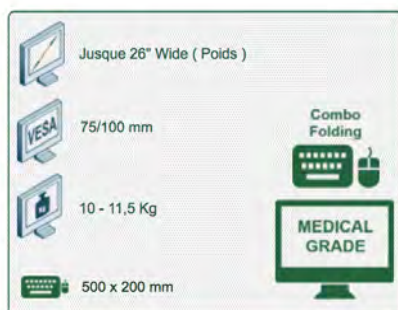 Jusque 26" Wide ( Poids )
VESA
75/100 mm
Combo
Folding
10 - 11,5 Kg
MEDICAL
GRADE
500 x 200 mm